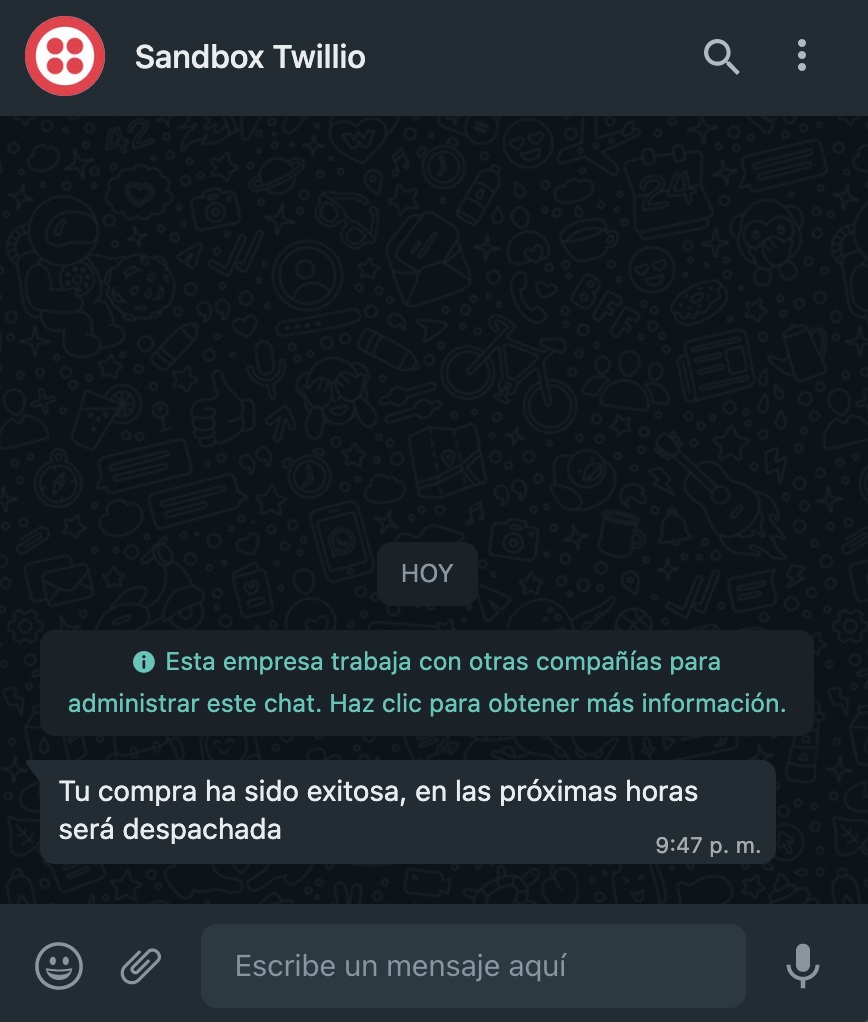 Sandbox Twillio
HOY
Esta empresa trabaja con otras compañías para
administrar este chat. Haz clic para obtener más información.
Tu compra ha sido exitosa, en las próximas horas
será despachada
9:47 p. m.
Escribe un mensaje aquí